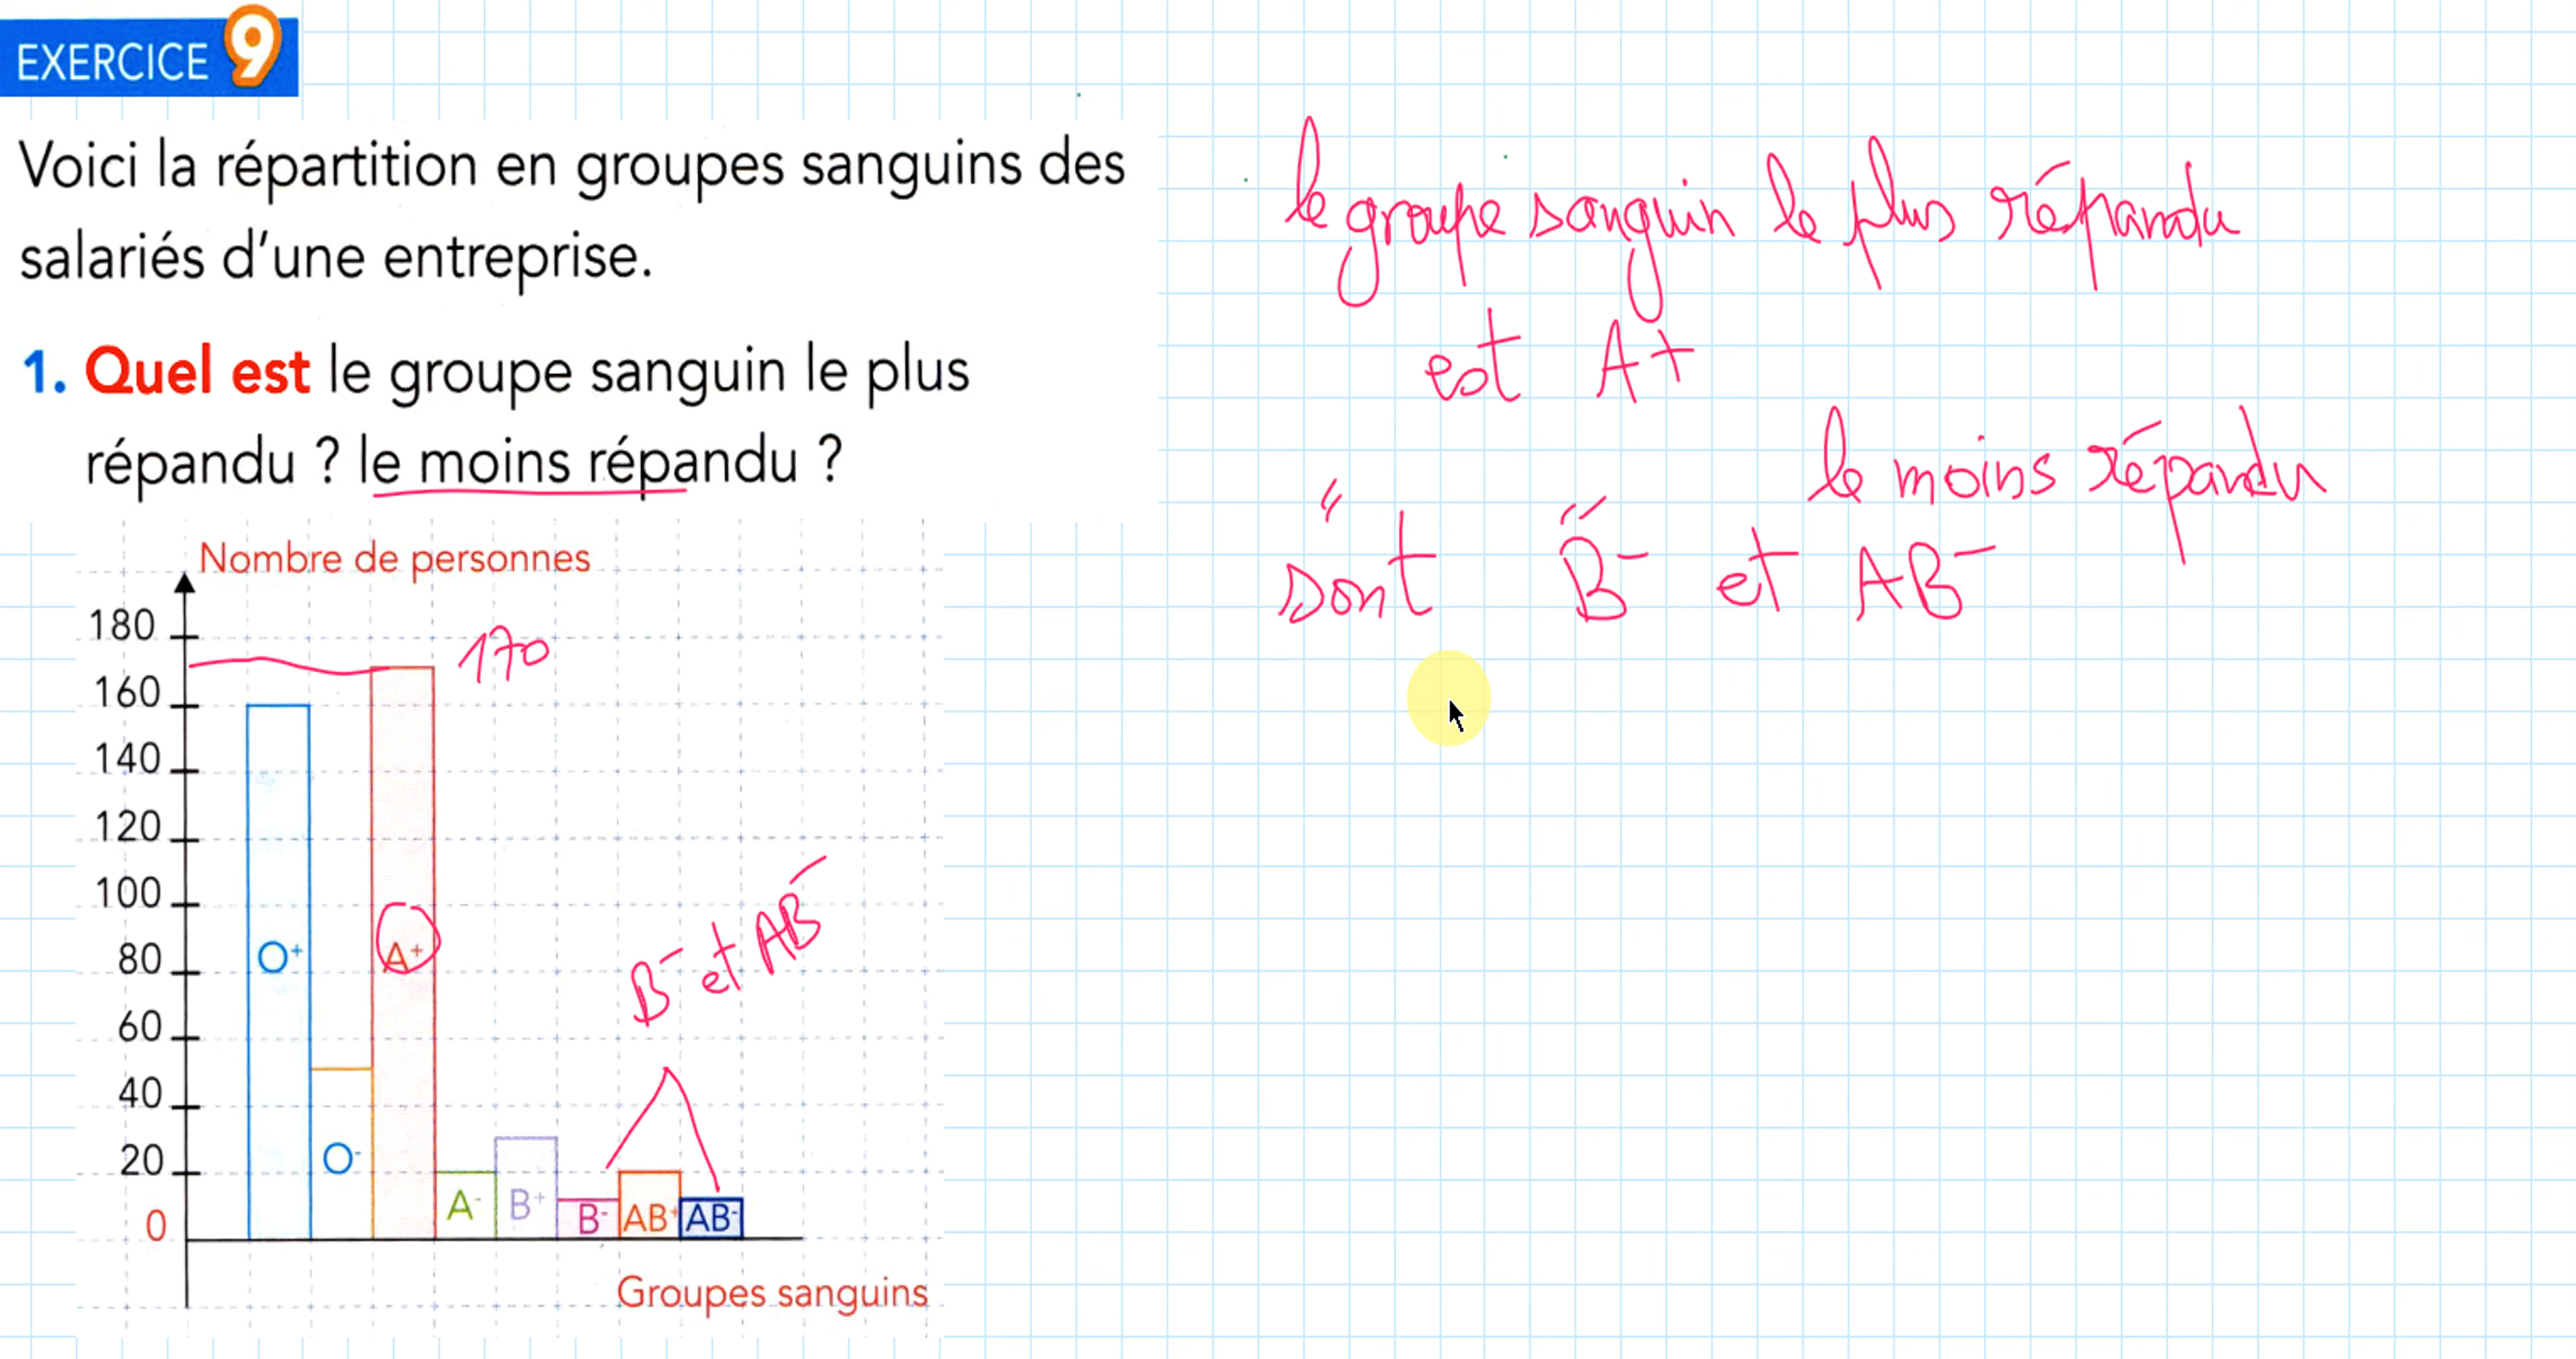 EXERCICE 9
Voici la répartition en groupes sanguins des
salariés d'une entreprise.
1. Quel est le groupe sanguin le plus
répandu ? le moins répandu ?
Nombre de personnes
180
170
160
140
120
100
80
60
40
20
0
O+
O-
A+
A-
B+
B-
AB+
AB-
B- et AB-
Groupes sanguins
le groupe sanguin le plus répandu
est A+
" " le moins répandu
sont B- et AB-